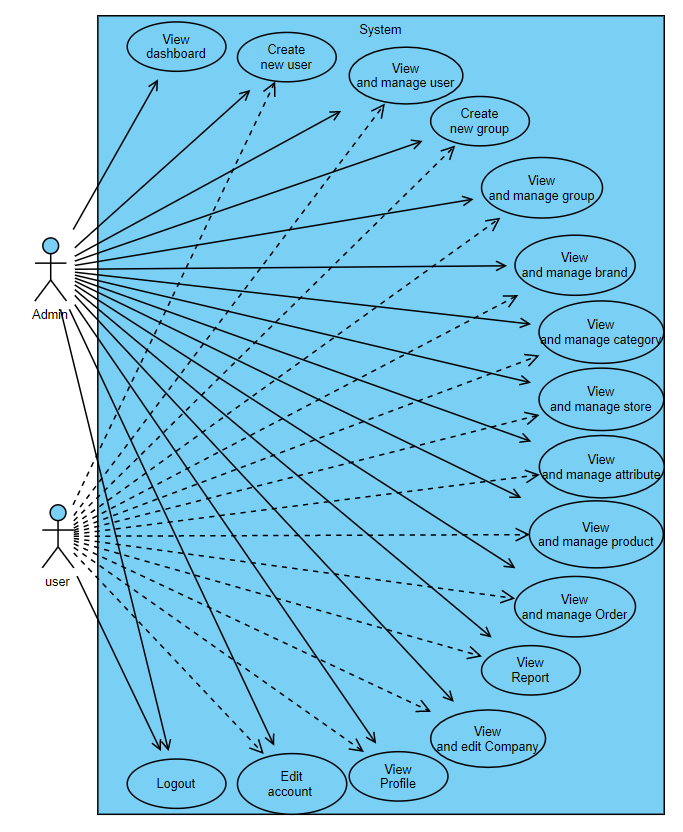 System
View
dashboard
Create
new user
View
and manage user
Create
new group
View
and manage group
View
and manage brand
Admin
View
and manage category
View
and manage store
View
and manage attribute
View
and manage product
user
View
and manage Order
View
Report
View
and edit Company
View
Profile
Edit
account
Logout